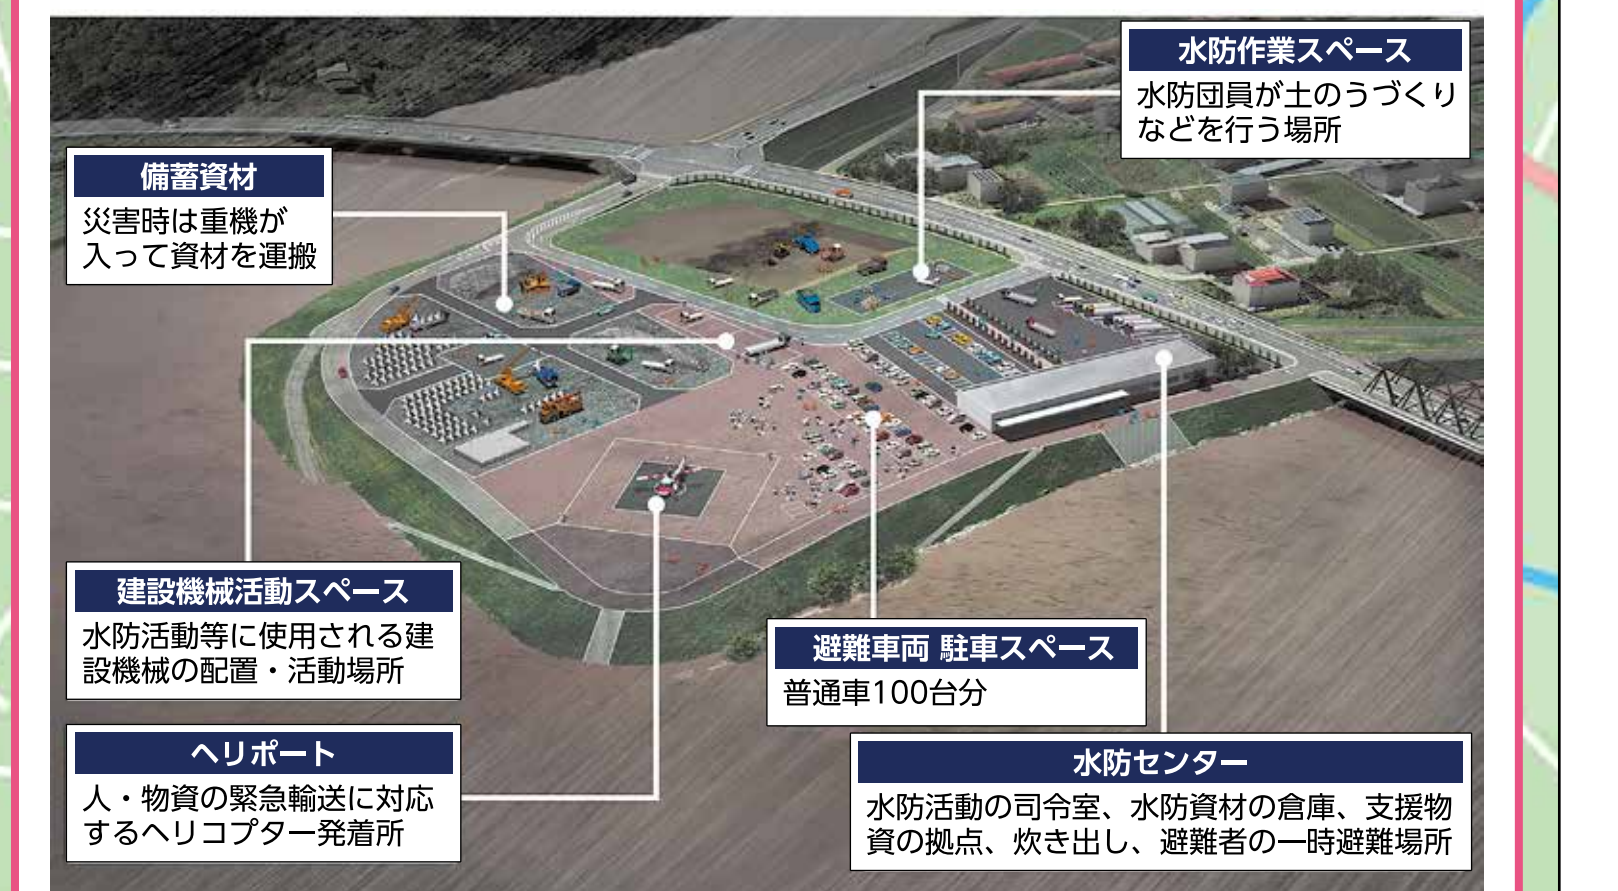 水防作業スペース
水防団員が土のうづくり
などを行う場所
備蓄資材
災害時は重機が
入って資材を運搬
建設機械活動スペース
水防活動等に使用される建
設機械の配置・活動場所
避難車両 駐車スペース
普通車100台分
ヘリポート
人・物資の緊急輸送に対応
するヘリコプター発着所
水防センター
水防活動の司令室、水防資材の倉庫、支援物
資の拠点、炊き出し、避難者の一時避難場所